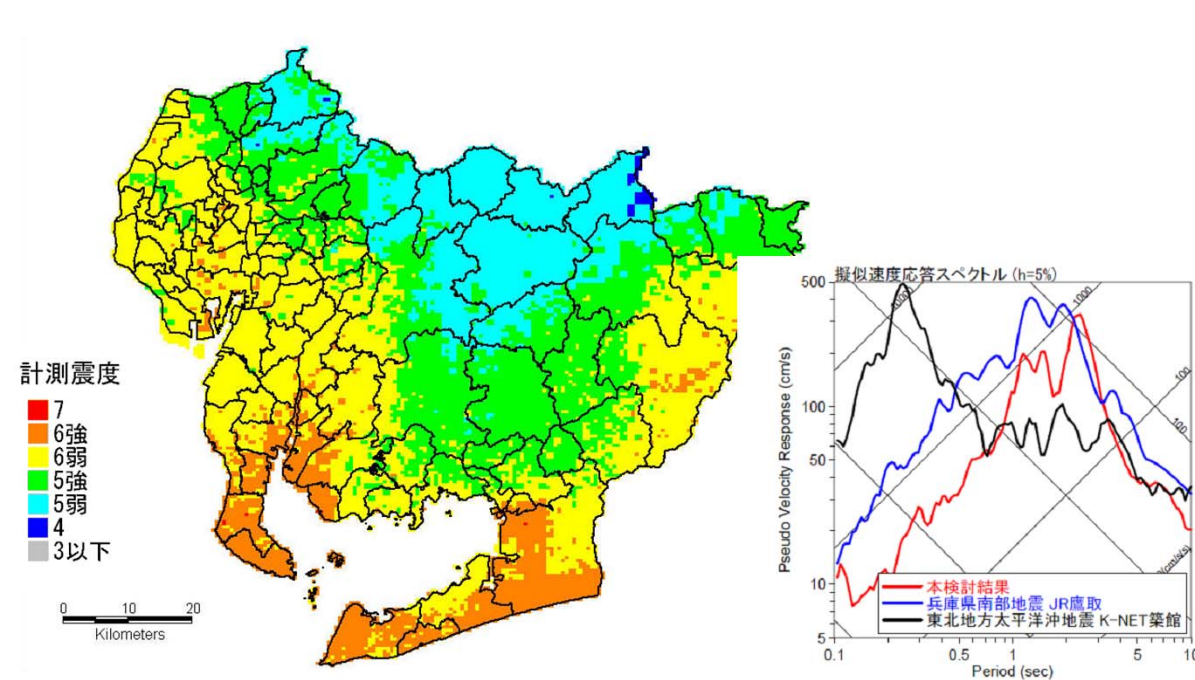 計測震度
7
6強
6弱
5強
5弱
4
3以下
0 10 20
Kilometers
擬似速度応答スペクトル (h=5%)
Pseudo Velocity Response (cm/s)
500
100
50
10
5
10000
1000
100
100
(cm/s/s)
本検討結果
兵庫県南部地震 JR鷹取
東北地方太平洋沖地震 K-NET築館
0.1 0.5 1 5 10
Period (sec)